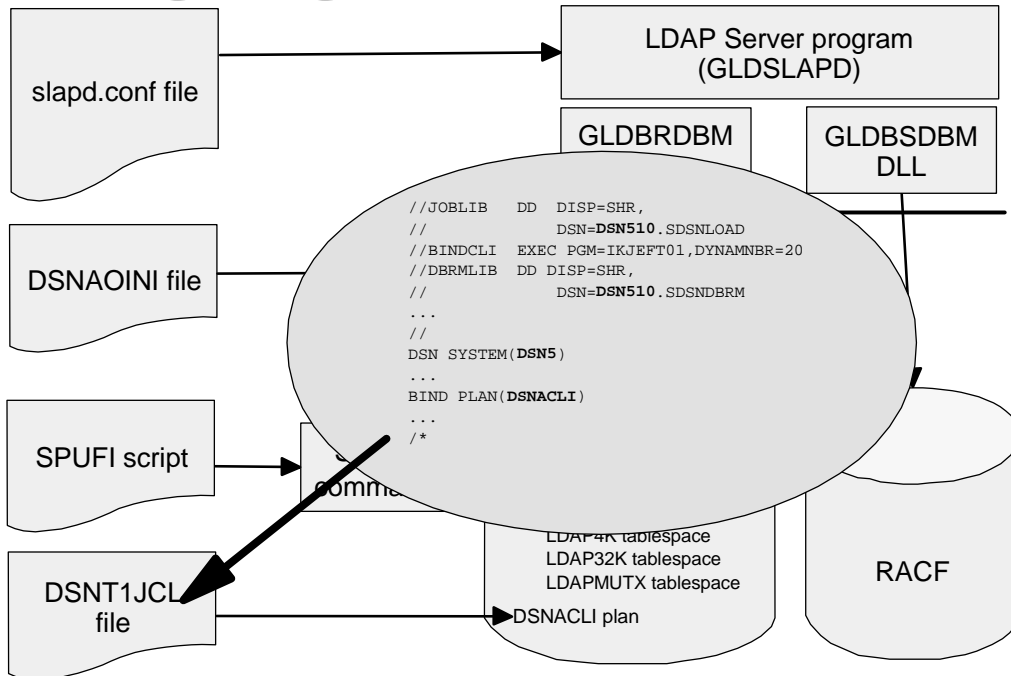 slapd.conf file
LDAP Server program
(GLDSLAPD)
GLDBRDBM
GLDBSDBM
DLL
DSNAOINI file
//JOBLIB   DD  DISP=SHR,
//             DSN=DSN510.SDSNLOAD
//BINDCLI  EXEC PGM=IKJEFT01,DYNAMNBR=20
//DBRMLIB  DD DISP=SHR,
//             DSN=DSN510.SDSNDBRM
...
//
DSN SYSTEM(DSN5)
...
BIND PLAN(DSNACLI)
...
/*
SPUFI script
LDAP4K tablespace
LDAP32K tablespace
LDAPMUTX tablespace
DSNACLI plan
RACF
DSNT1JCL
file